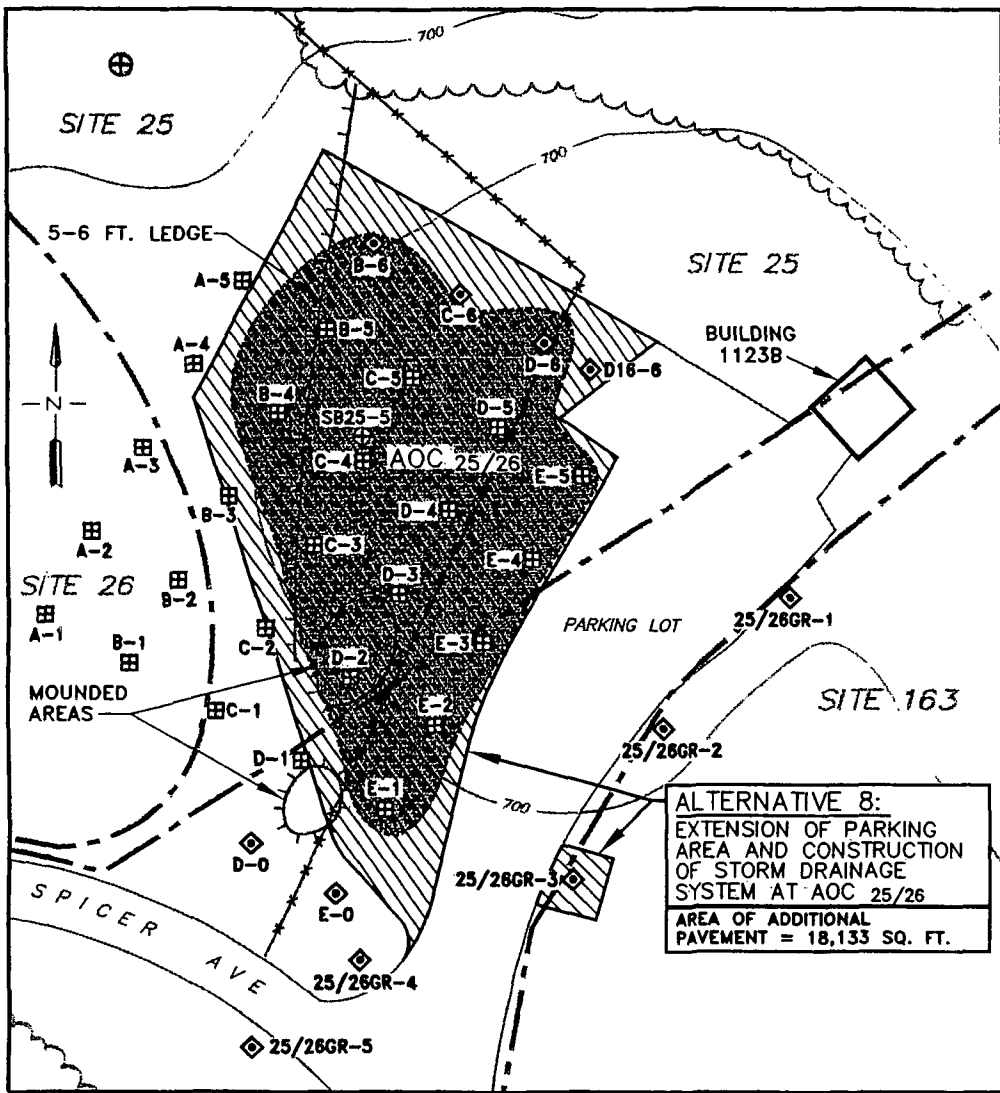 700
SITE 25
700
5-6 FT. LEDGE
B-6
SITE 25
A-5
C-6
BUILDING
1123B
B-5
D-6
A-4
D16-6
C-5
N
B-4
SB25-5
D-5
A-3
C-4
AOC 25/26
E-5
B-3
D-4
A-2
C-3
E-4
SITE 26
B-2
D-3
A-1
25/26GR-1
PARKING LOT
C-2
E-3
B-1
D-2
MOUNDED
AREAS
SITE 163
C-1
E-2
25/26GR-2
D-1
E-1
700
ALTERNATIVE 8:
EXTENSION OF PARKING
AREA AND CONSTRUCTION
OF STORM DRAINAGE
SYSTEM AT AOC 25/26
AREA OF ADDITIONAL
PAVEMENT = 18,133 SQ. FT.
D-0
25/26GR-3
E-0
SPICER AVE
25/26GR-4
25/26GR-5